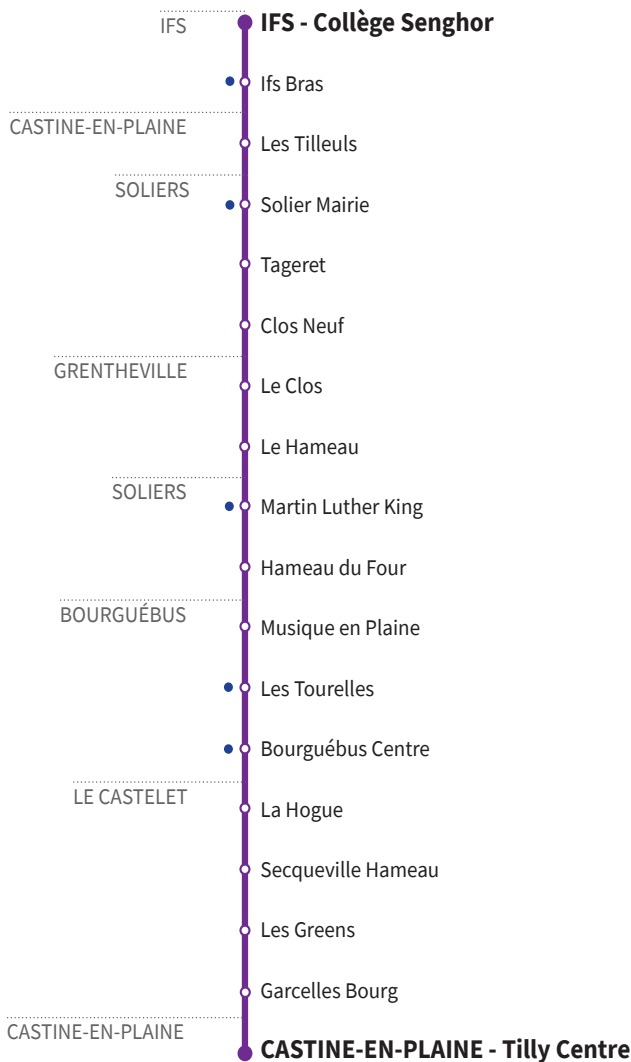 IFS
IFS - Collège Senghor
Ifs Bras
CASTINE-EN-PLAINE
Les Tilleuls
SOLIERS
Solier Mairie
Tageret
Clos Neuf
GRENTHEVILLE
Le Clos
Le Hameau
SOLIERS
Martin Luther King
Hameau du Four
BOURGUÉBUS
Musique en Plaine
Les Tourelles
Bourguébus Centre
LE CASTELET
La Hogue
Secqueville Hameau
Les Greens
Garcelles Bourg
CASTINE-EN-PLAINE
CASTINE-EN-PLAINE - Tilly Centre